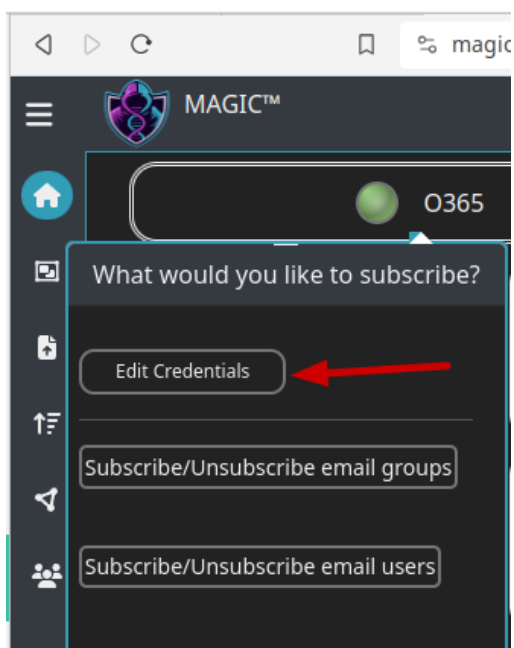 magic
MAGIC™
O365
What would you like to subscribe?
Edit Credentials
Subscribe/Unsubscribe email groups
Subscribe/Unsubscribe email users